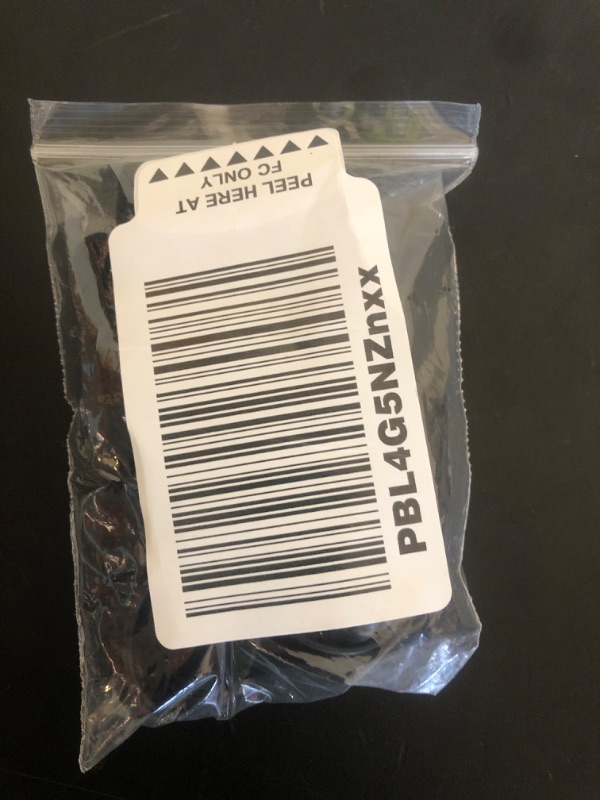 PEEL HERE AT
FC ONLY
PBL4G5NZnxx